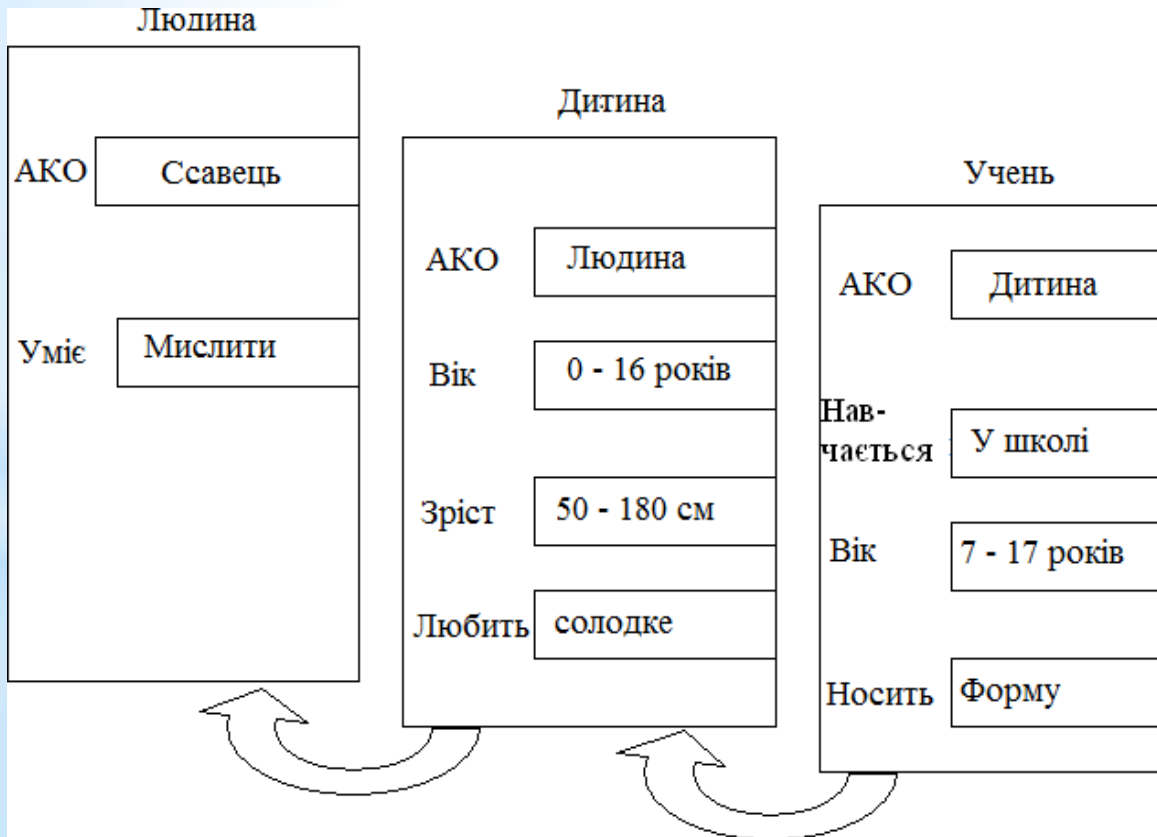 Людина
АКО Ссавець
Уміє Мислити
Дитина
АКО Людина
Вік 0 - 16 років
Зріст 50 - 180 см
Любить солодке
Учень
АКО Дитина
Нав-
чається У школі
Вік 7 - 17 років
Носить Форму